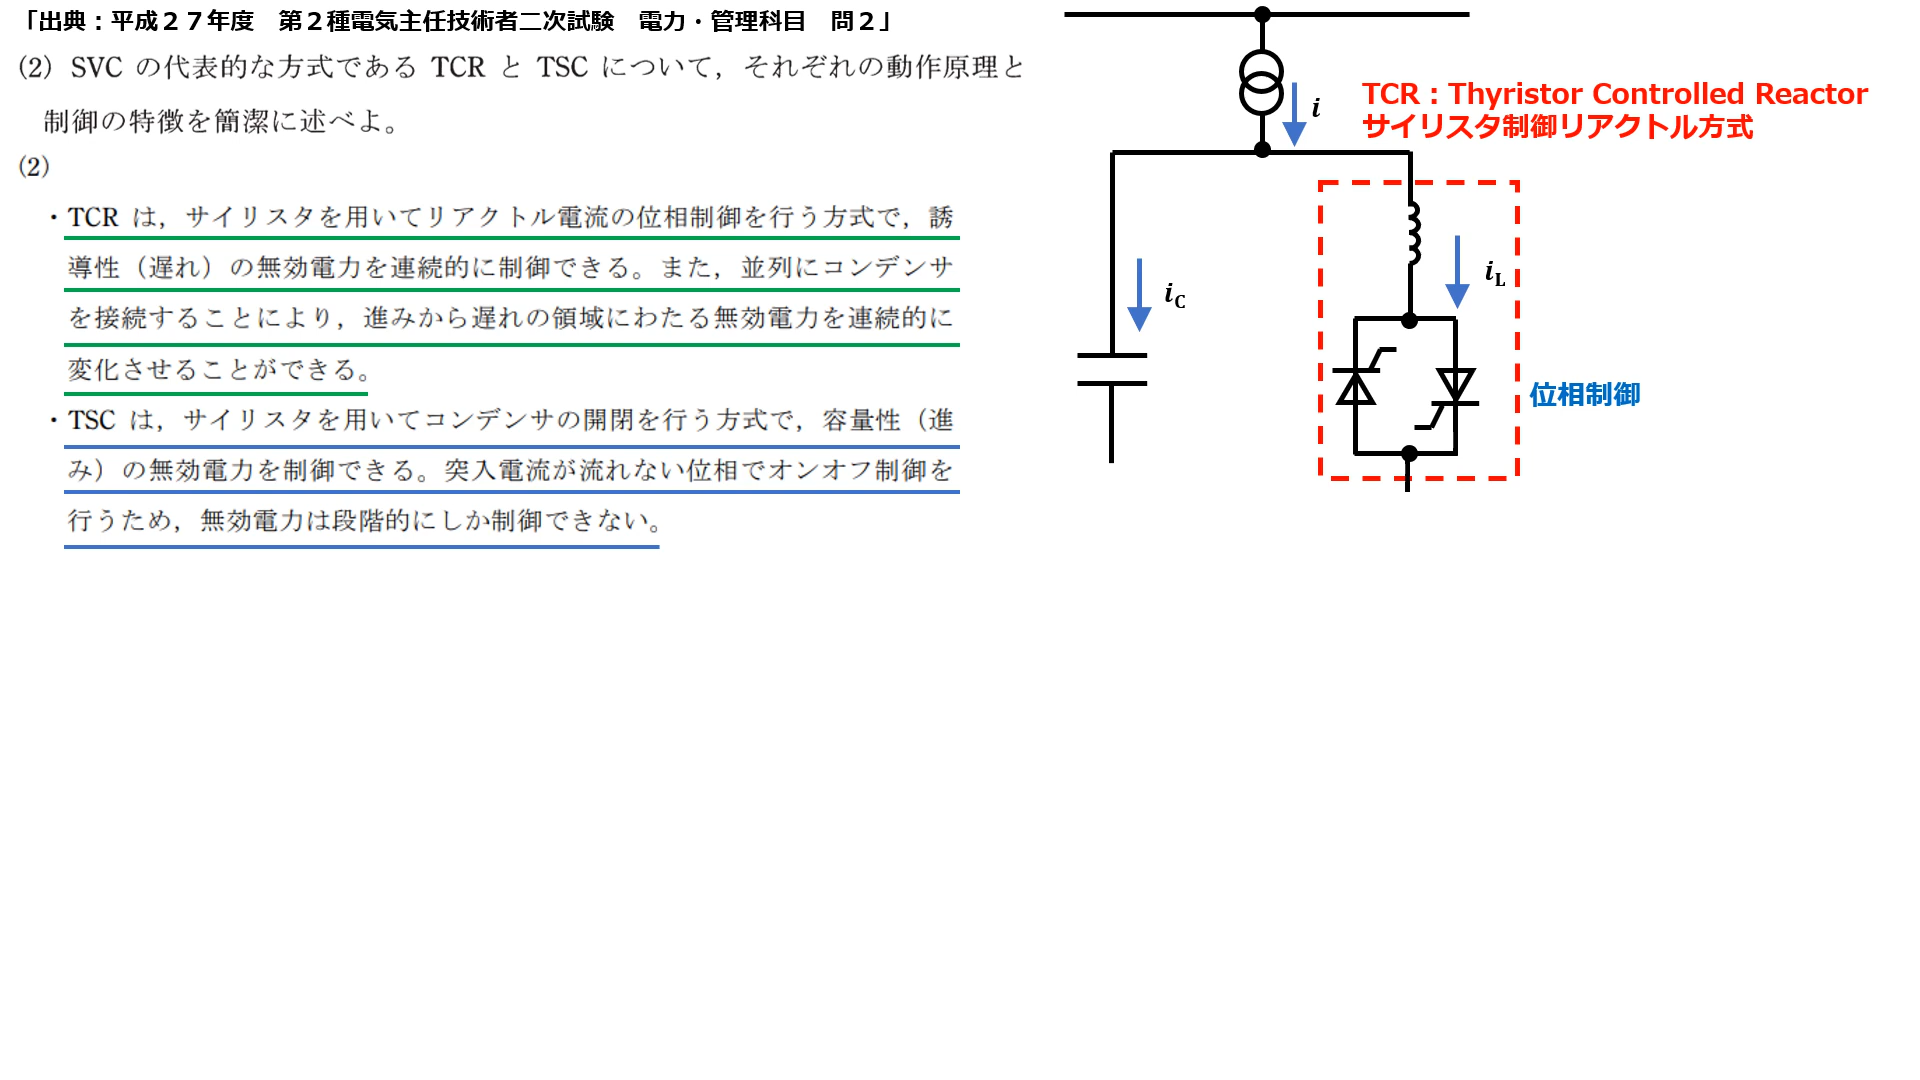 「出典：平成２７年度　第２種電気主任技術者二次試験　電力・管理科目　問２」
(2) SVC の代表的な方式である TCR と TSC について，それぞれの動作原理と
制御の特徴を簡潔に述べよ。
(2)
・TCR は，サイリスタを用いてリアクトル電流の位相制御を行う方式で，誘
導性（遅れ）の無効電力を連続的に制御できる。また，並列にコンデンサ
を接続することにより，進みから遅れの領域にわたる無効電力を連続的に
変化させることができる。
・TSC は，サイリスタを用いてコンデンサの開閉を行う方式で，容量性（進
み）の無効電力を制御できる。突入電流が流れない位相でオンオフ制御を
行うため，無効電力は段階的にしか制御できない。
i
TCR：Thyristor Controlled Reactor
サイリスタ制御リアクトル方式
iC
iL
位相制御